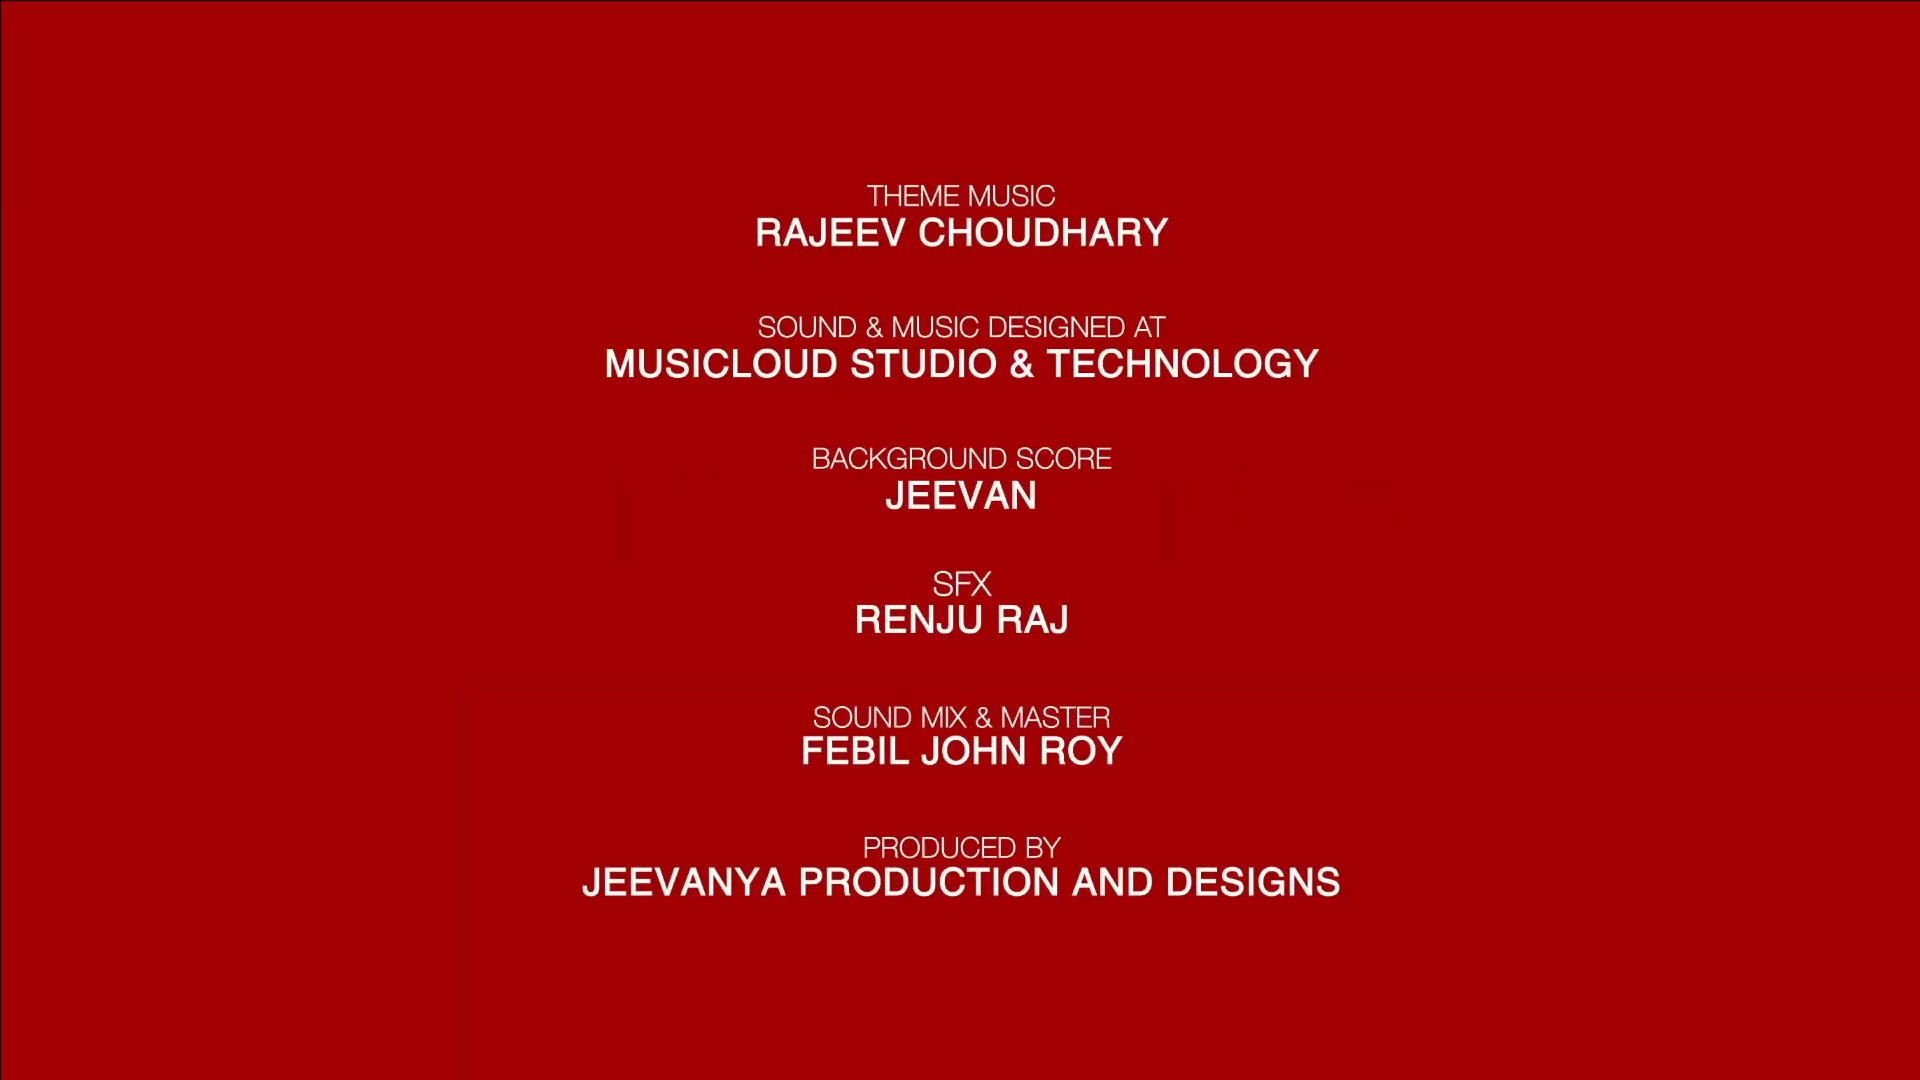 THEME MUSIC
RAJEEV CHOUDHARY
SOUND & MUSIC DESIGNED AT
MUSICLOUD STUDIO & TECHNOLOGY
BACKGROUND SCORE
JEEVAN
SFX
RENJU RAJ
SOUND MIX & MASTER
FEBIL JOHN ROY
PRODUCED BY
JEEVANYA PRODUCTION AND DESIGNS